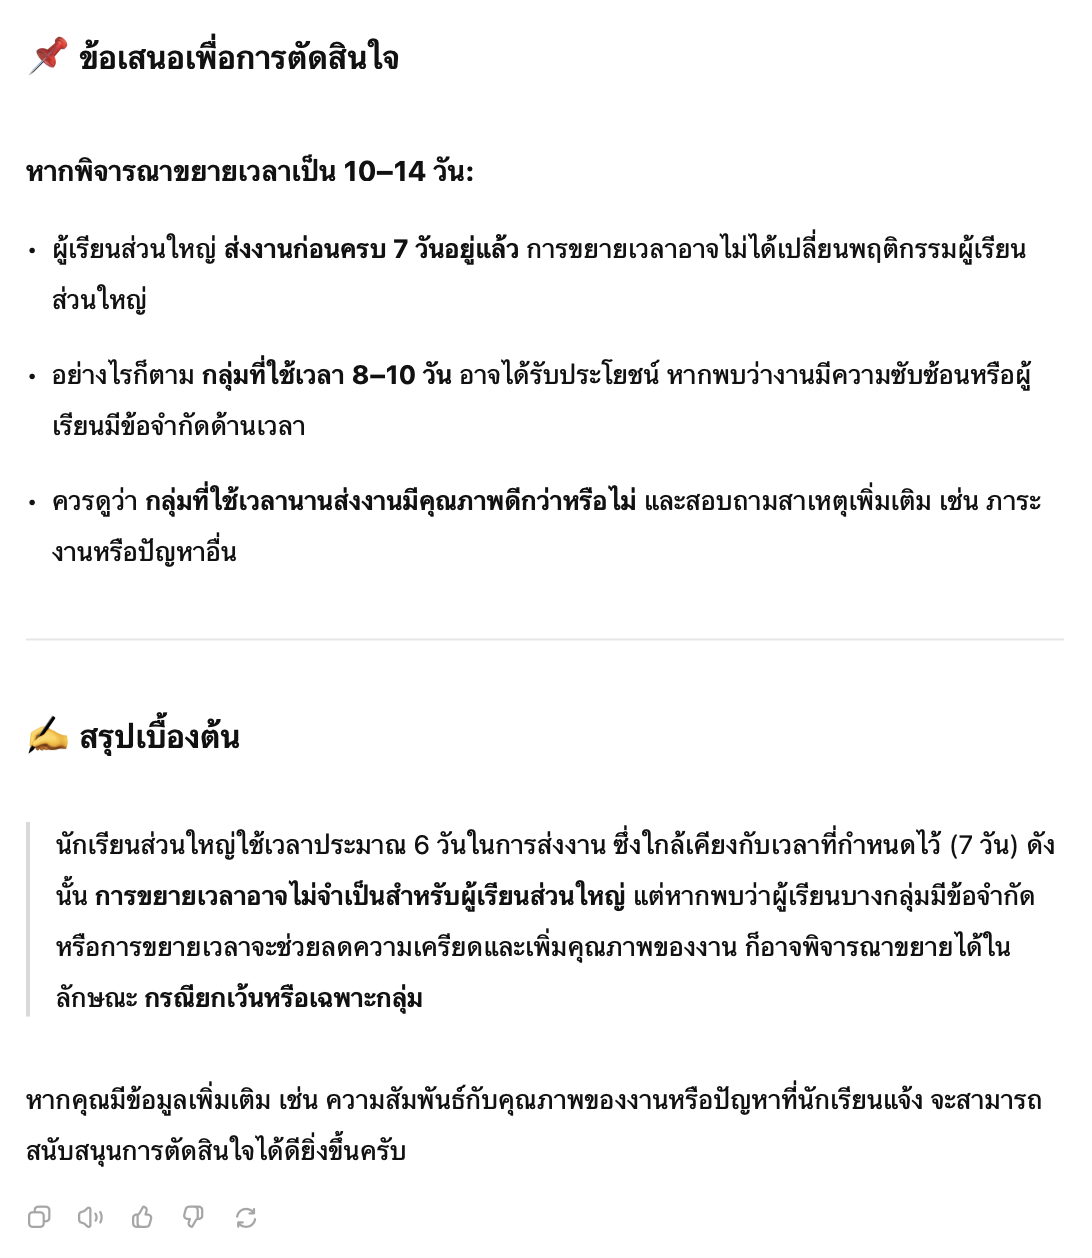 📌 ข้อเสนอเพื่อการตัดสินใจ
หากพิจารณาขยายเวลาเป็น 10–14 วัน:
• ผู้เรียนส่วนใหญ่ ส่งงานก่อนครบ 7 วันอยู่แล้ว การขยายเวลาอาจไม่ได้เปลี่ยนพฤติกรรมผู้เรียน
ส่วนใหญ่
• อย่างไรก็ตาม กลุ่มที่ใช้เวลา 8–10 วัน อาจได้รับประโยชน์ หากพบว่างานมีความซับซ้อนหรือผู้
เรียนมีข้อจำกัดด้านเวลา
• ควรดูว่า กลุ่มที่ใช้เวลานานส่งงานมีคุณภาพดีกว่าหรือไม่ และสอบถามสาเหตุเพิ่มเติม เช่น ภาระ
งานหรือปัญหาอื่น
✍️ สรุปเบื้องต้น
นักเรียนส่วนใหญ่ใช้เวลาประมาณ 6 วันในการส่งงาน ซึ่งใกล้เคียงกับเวลาที่กำหนดไว้ (7 วัน) ดัง
นั้น การขยายเวลาอาจไม่จำเป็นสำหรับผู้เรียนส่วนใหญ่ แต่หากพบว่าผู้เรียนบางกลุ่มมีข้อจำกัด
หรือการขยายเวลาจะช่วยลดความเครียดและเพิ่มคุณภาพของงาน ก็อาจพิจารณาขยายได้ใน
ลักษณะ กรณียกเว้นหรือเฉพาะกลุ่ม
หากคุณมีข้อมูลเพิ่มเติม เช่น ความสัมพันธ์กับคุณภาพของงานหรือปัญหาที่นักเรียนแจ้ง จะสามารถ
สนับสนุนการตัดสินใจได้ดียิ่งขึ้นครับ